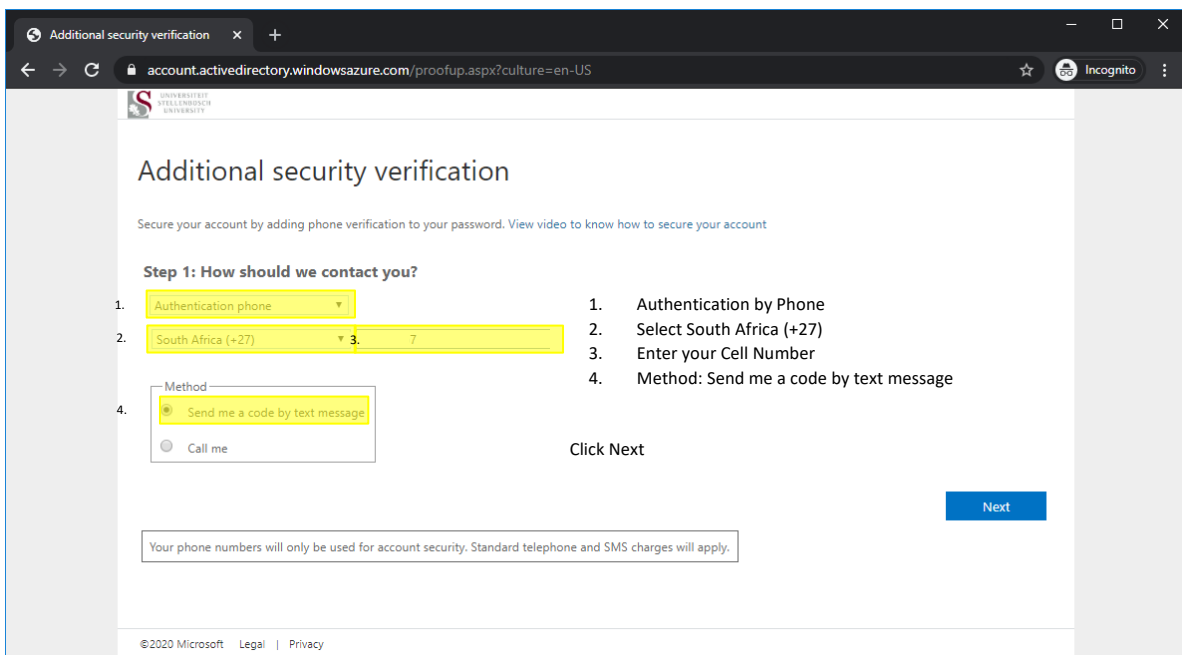 Additional security verification
account.activedirectory.windowsazure.com/proofup.aspx?culture=en-US
Incognito
UNIVERSITEIT
STELLENBOSCH
UNIVERSITY
Additional security verification
Secure your account by adding phone verification to your password. View video to know how to secure your account
Step 1: How should we contact you?
1. Authentication phone
2. South Africa (+27) 3. 7
1. Authentication by Phone
2. Select South Africa (+27)
3. Enter your Cell Number
4. Method: Send me a code by text message
Method
4. Send me a code by text message
Call me
Click Next
Next
Your phone numbers will only be used for account security. Standard telephone and SMS charges will apply.
©2020 Microsoft Legal | Privacy